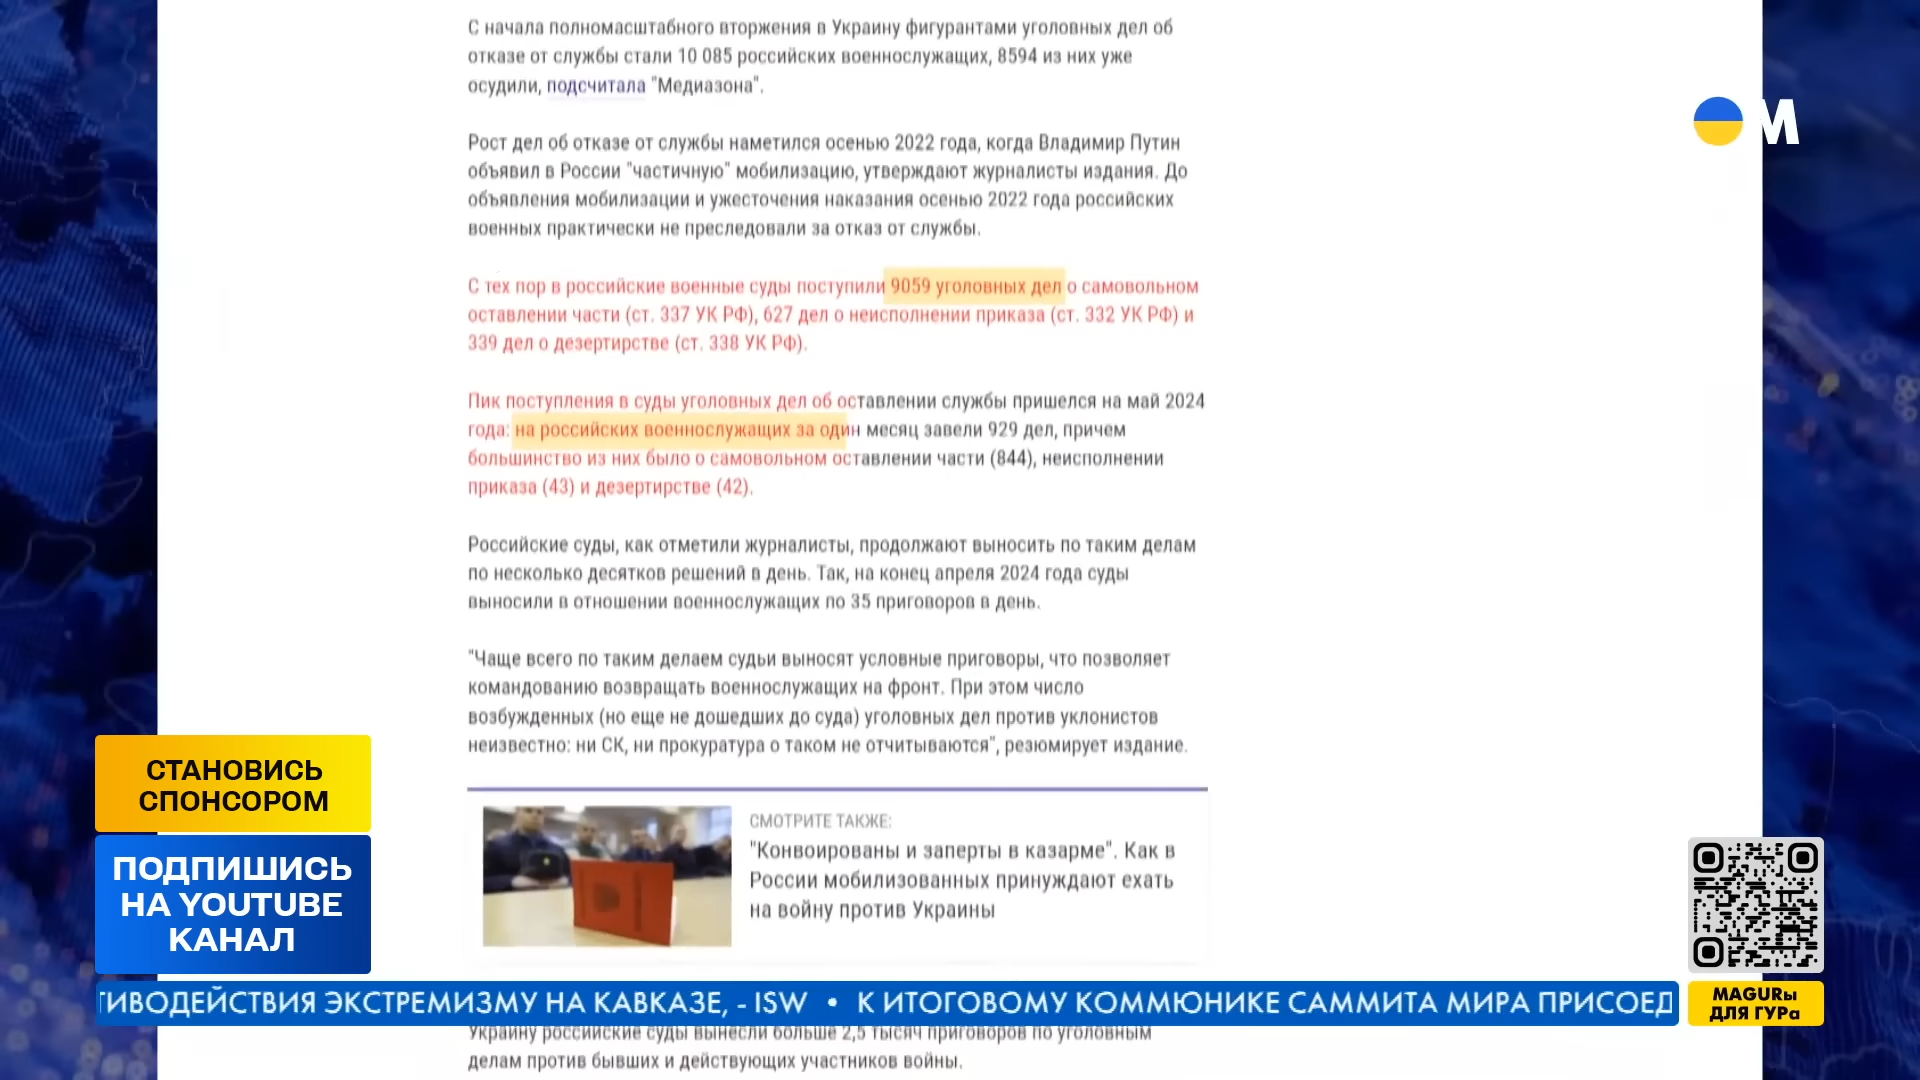 С начала полномасштабного вторжения в Украину фигурантами уголовных дел об
отказе от службы стали 10 085 российских военнослужащих, 8594 из них уже
осудили, подсчитала "Медиазона".
Рост дел об отказе от службы наметился осенью 2022 года, когда Владимир Путин
объявил в России "частичную" мобилизацию, утверждают журналисты издания. До
объявления мобилизации и ужесточения наказания осенью 2022 года российских
военных практически не преследовали за отказ от службы.
С тех пор в российские военные суды поступили 9059 уголовных дел о самовольном
оставлении части (ст. 337 УК РФ), 627 дел о неисполнении приказа (ст. 332 УК РФ) и
339 дел о дезертирстве (ст. 338 УК РФ).
Пик поступления в суды уголовных дел об оставлении службы пришелся на май 2024
года: на российских военнослужащих за один месяц завели 929 дел, причем
большинство из них было о самовольном оставлении части (844), неисполнении
приказа (43) и дезертирстве (42).
Российские суды, как отметили журналисты, продолжают выносить по таким делам
по несколько десятков решений в день. Так, на конец апреля 2024 года суды
выносили в отношении военнослужащих по 35 приговоров в день.
"Чаще всего по таким делаем судьи выносят условные приговоры, что позволяет
командованию возвращать военнослужащих на фронт. При этом число
возбужденных (но еще не дошедших до суда) уголовных дел против уклонистов
неизвестно: ни СК, ни прокуратура о таком не отчитываются", резюмирует издание.
СМОТРИТЕ ТАКЖЕ:
"Конвоированы и заперты в казарме". Как в
России мобилизованных принуждают ехать
на войну против Украины
Украину российские суды вынесли больше 2,5 тысяч приговоров по уголовным
делам против бывших и действующих участников войны.
М
СТАНОВИСЬ
СПОНСОРОМ
ПОДПИШИСЬ
НА YOUTUBE
КАНАЛ
ТИВОДЕЙСТВИЯ ЭКСТРЕМИЗМУ НА КАВКАЗЕ, - ISW • К ИТОГОВОМУ КОММЮНИКЕ САММИТА МИРА ПРИСОЕД
MAGURы
ДЛЯ ГУРа